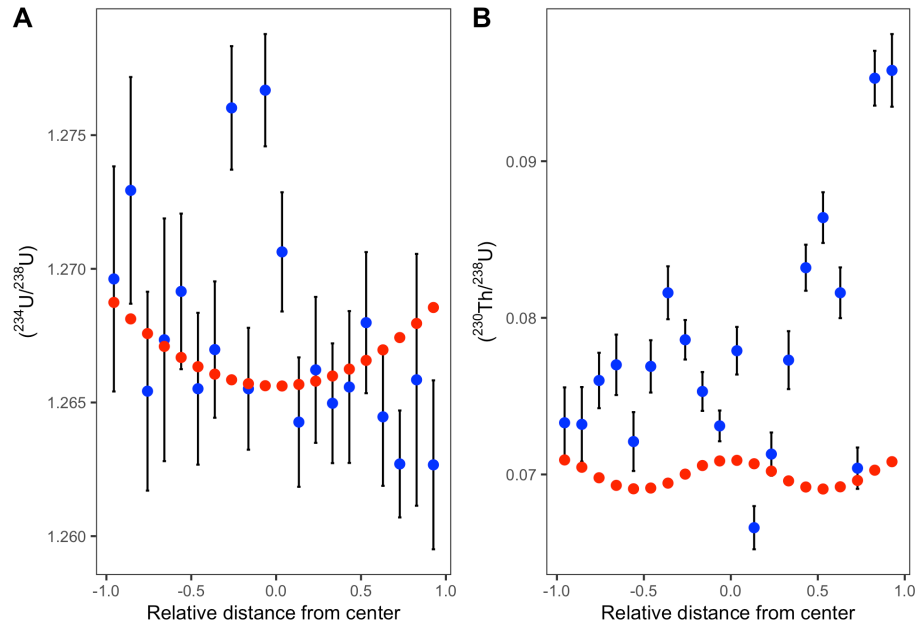 A
(²³⁴U/²³⁸U)
1.275
1.270
1.265
1.260
-1.0 -0.5 0.0 0.5 1.0
Relative distance from center
B
(²³⁰Th/²³⁸U)
0.09
0.08
0.07
-1.0 -0.5 0.0 0.5 1.0
Relative distance from center